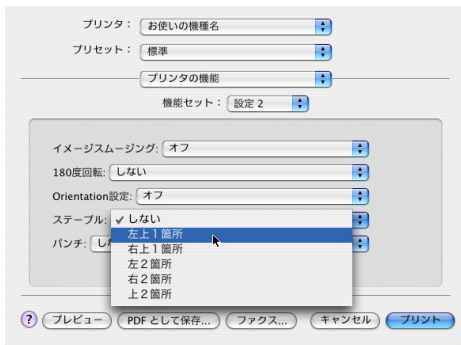 プリンタ： お使いの機種名
プリセット： 標準
プリンタの機能
機能セット： 設定 2
イメージスムージング: オフ
180度回転: しない
Orientation設定: オフ
ステープル: ✓ しない
左上1箇所
右上1箇所
パンチ: し
左2箇所
右2箇所
上2箇所
? プレビュー PDF として保存... ファクス... キャンセル プリント